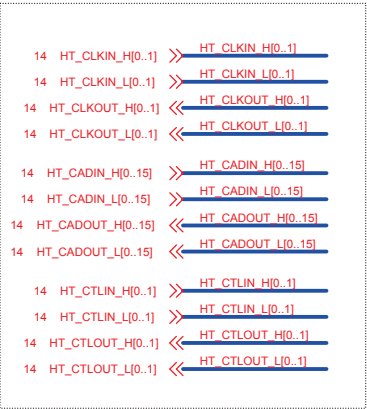 14 HT_CLKIN_H[0..1] HT_CLKIN_H[0..1]
14 HT_CLKIN_L[0..1] HT_CLKIN_L[0..1]
14 HT_CLKOUT_H[0..1] HT_CLKOUT_H[0..1]
14 HT_CLKOUT_L[0..1] HT_CLKOUT_L[0..1]
14 HT_CADIN_H[0..15] HT_CADIN_H[0..15]
14 HT_CADIN_L[0..15] HT_CADIN_L[0..15]
14 HT_CADOUT_H[0..15] HT_CADOUT_H[0..15]
14 HT_CADOUT_L[0..15] HT_CADOUT_L[0..15]
14 HT_CTLIN_H[0..1] HT_CTLIN_H[0..1]
14 HT_CTLIN_L[0..1] HT_CTLIN_L[0..1]
14 HT_CTLOUT_H[0..1] HT_CTLOUT_H[0..1]
14 HT_CTLOUT_L[0..1] HT_CTLOUT_L[0..1]